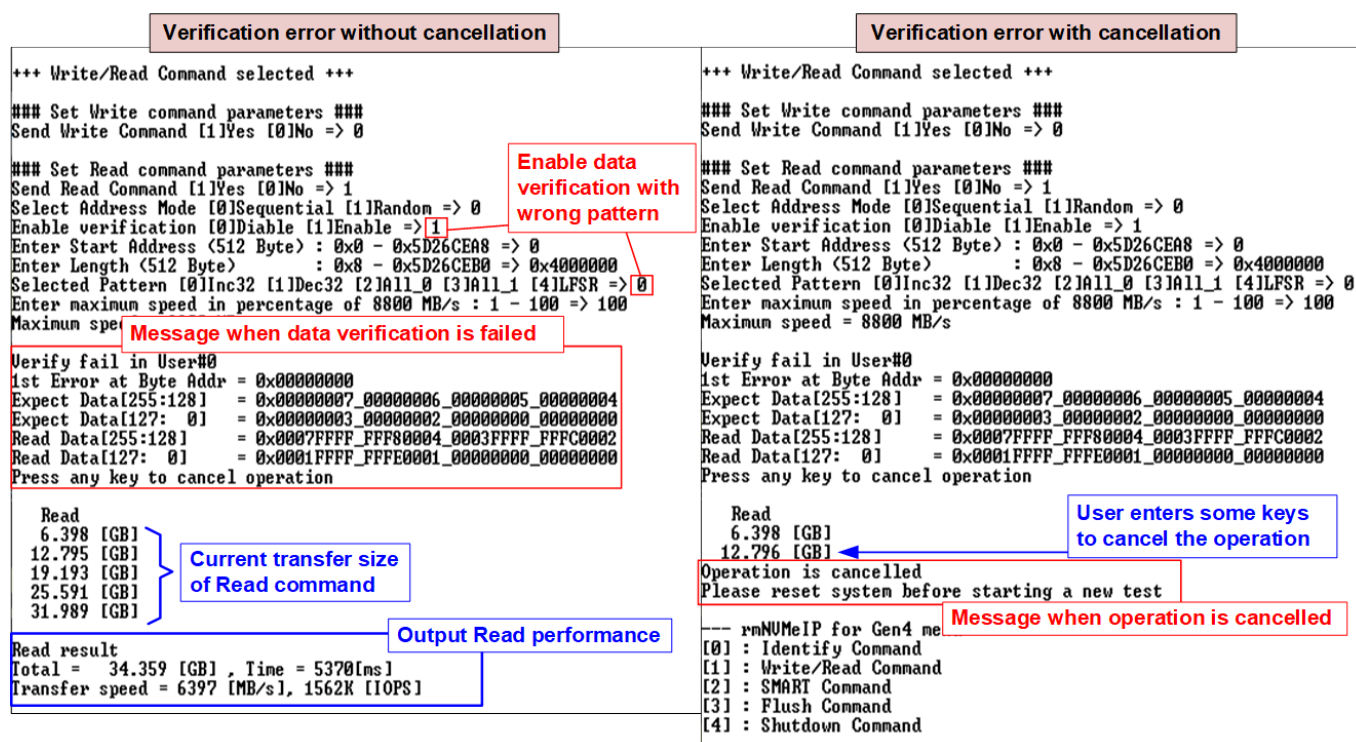 Verification error without cancellation
+++ Write/Read Command selected +++
### Set Write command parameters ###
Send Write Command [1]Yes [0]No => 0
### Set Read command parameters ###
Send Read Command [1]Yes [0]No => 1
Select Address Mode [0]Sequential [1]Random => 0
Enable verification [0]Diable [1]Enable => 1
Enter Start Address (512 Byte) : 0x0 - 0x5D26CEA8 => 0
Enter Length (512 Byte)       : 0x8 - 0x5D26CEB0 => 0x4000000
Selected Pattern [0]Inc32 [1]Dec32 [2]All_0 [3]All_1 [4]LFSR => 0
Enter maximum speed in percentage of 8800 MB/s : 1 - 100 => 100
Maximum spe
Enable data
verification with
wrong pattern
Message when data verification is failed
Verify fail in User#0
1st Error at Byte Addr = 0x00000000
Expect Data[255:128]   = 0x00000007_00000006_00000005_00000004
Expect Data[127:  0]   = 0x00000003_00000002_00000000_00000000
Read Data[255:128]     = 0x0007FFFF_FFF80004_0003FFFF_FFFC0002
Read Data[127:  0]     = 0x0001FFFF_FFFE0001_00000000_00000000
Press any key to cancel operation
Read
6.398 [GB]
12.795 [GB]
19.193 [GB]
25.591 [GB]
31.989 [GB]
Current transfer size
of Read command
Output Read performance
Read result
Total =   34.359 [GB] , Time = 5370[ms]
Transfer speed = 6397 [MB/s], 1562K [IOPS]
Verification error with cancellation
+++ Write/Read Command selected +++
### Set Write command parameters ###
Send Write Command [1]Yes [0]No => 0
### Set Read command parameters ###
Send Read Command [1]Yes [0]No => 1
Select Address Mode [0]Sequential [1]Random => 0
Enable verification [0]Diable [1]Enable => 1
Enter Start Address (512 Byte) : 0x0 - 0x5D26CEA8 => 0
Enter Length (512 Byte)       : 0x8 - 0x5D26CEB0 => 0x4000000
Selected Pattern [0]Inc32 [1]Dec32 [2]All_0 [3]All_1 [4]LFSR => 0
Enter maximum speed in percentage of 8800 MB/s : 1 - 100 => 100
Maximum speed = 8800 MB/s
Verify fail in User#0
1st Error at Byte Addr = 0x00000000
Expect Data[255:128]   = 0x00000007_00000006_00000005_00000004
Expect Data[127:  0]   = 0x00000003_00000002_00000000_00000000
Read Data[255:128]     = 0x0007FFFF_FFF80004_0003FFFF_FFFC0002
Read Data[127:  0]     = 0x0001FFFF_FFFE0001_00000000_00000000
Press any key to cancel operation
Read
6.398 [GB]
12.796 [GB]
User enters some keys
to cancel the operation
Operation is cancelled
Please reset system before starting a new test
Message when operation is cancelled
--- rmNVMeIP for Gen4 me
[0] : Identify Command
[1] : Write/Read Command
[2] : SMART Command
[3] : Flush Command
[4] : Shutdown Command